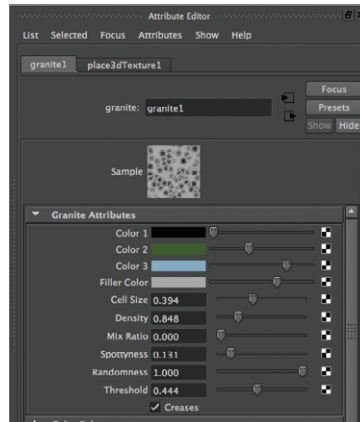 Attribute Editor
List Selected Focus Attributes Show Help
granite1 place3dTexture1
Focus
granite: granite1
Presets
Show Hide
Sample
Granite Attributes
Color 1
Color 2
Color 3
Filler Color
Cell Size 0.394
Density 0.848
Mix Ratio 0.000
Spottyness 0.131
Randomness 1.000
Threshold 0.444
Creases